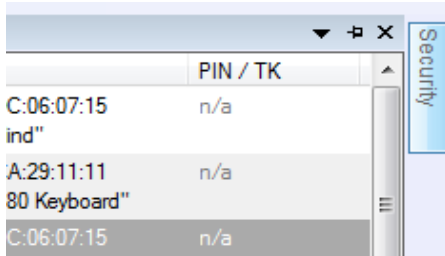 PIN / TK
C:06:07:15 n/a
ind"
A:29:11:11 n/a
80 Keyboard"
C:06:07:15 n/a
Security